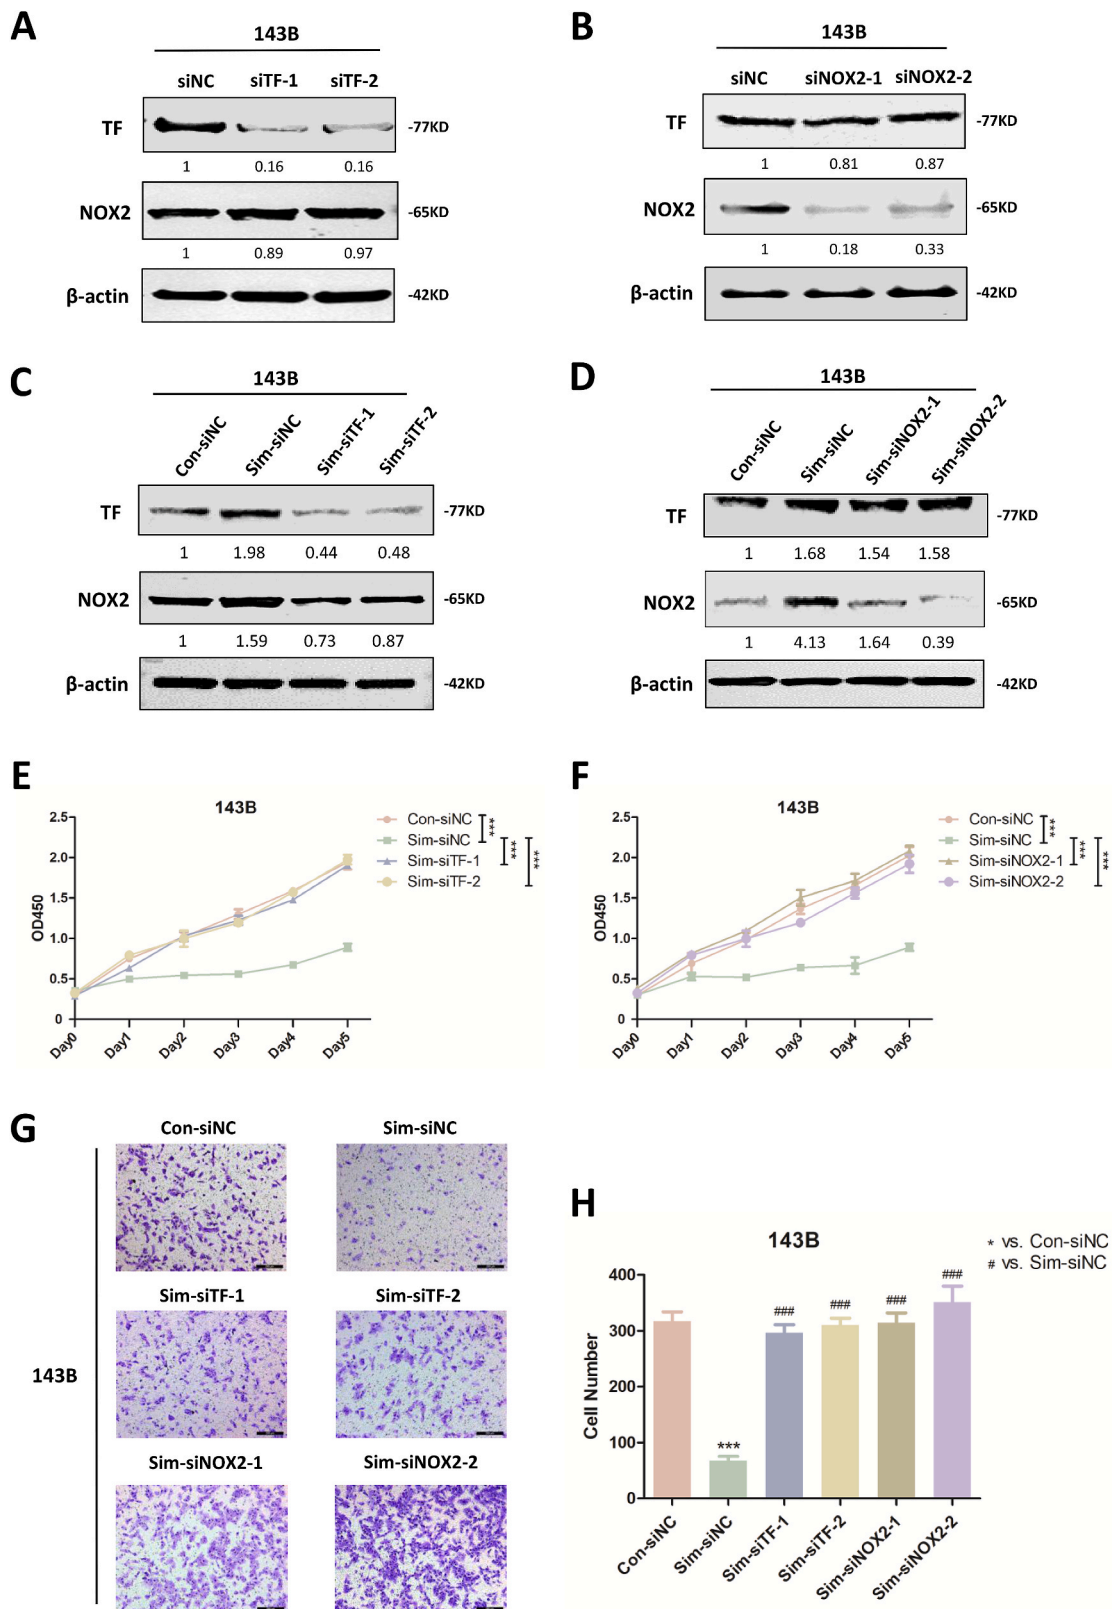 A
143B
siNC siTF-1 siTF-2
TF -77KD
1 0.16 0.16
NOX2 -65KD
1 0.89 0.97
β-actin -42KD
B
143B
siNC siNOX2-1 siNOX2-2
TF -77KD
1 0.81 0.87
NOX2 -65KD
1 0.18 0.33
β-actin -42KD
C
143B
Con-siNC Sim-siNC Sim-siTF-1 Sim-siTF-2
TF -77KD
1 1.98 0.44 0.48
NOX2 -65KD
1 1.59 0.73 0.87
β-actin -42KD
D
143B
Con-siNC Sim-siNC Sim-siNOX2-1 Sim-siNOX2-2
TF -77KD
1 1.68 1.54 1.58
NOX2 -65KD
1 4.13 1.64 0.39
β-actin -42KD
E
143B
OD450
2.5
2.0
1.5
1.0
0.5
0
Day0 Day1 Day2 Day3 Day4 Day5
Con-siNC
Sim-siNC
Sim-siTF-1
Sim-siTF-2
*** *** ***
F
143B
OD450
2.5
2.0
1.5
1.0
0.5
0
Day0 Day1 Day2 Day3 Day4 Day5
Con-siNC
Sim-siNC
Sim-siNOX2-1
Sim-siNOX2-2
*** *** ***
G
143B
Con-siNC Sim-siNC
Sim-siTF-1 Sim-siTF-2
Sim-siNOX2-1 Sim-siNOX2-2
H
143B
* vs. Con-siNC
# vs. Sim-siNC
Cell Number
400
300
200
100
0
*** ### ### ### ###
Con-siNC Sim-siNC Sim-siTF-1 Sim-siTF-2 Sim-siNOX2-1 Sim-siNOX2-2